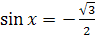 sin x = −√3/2